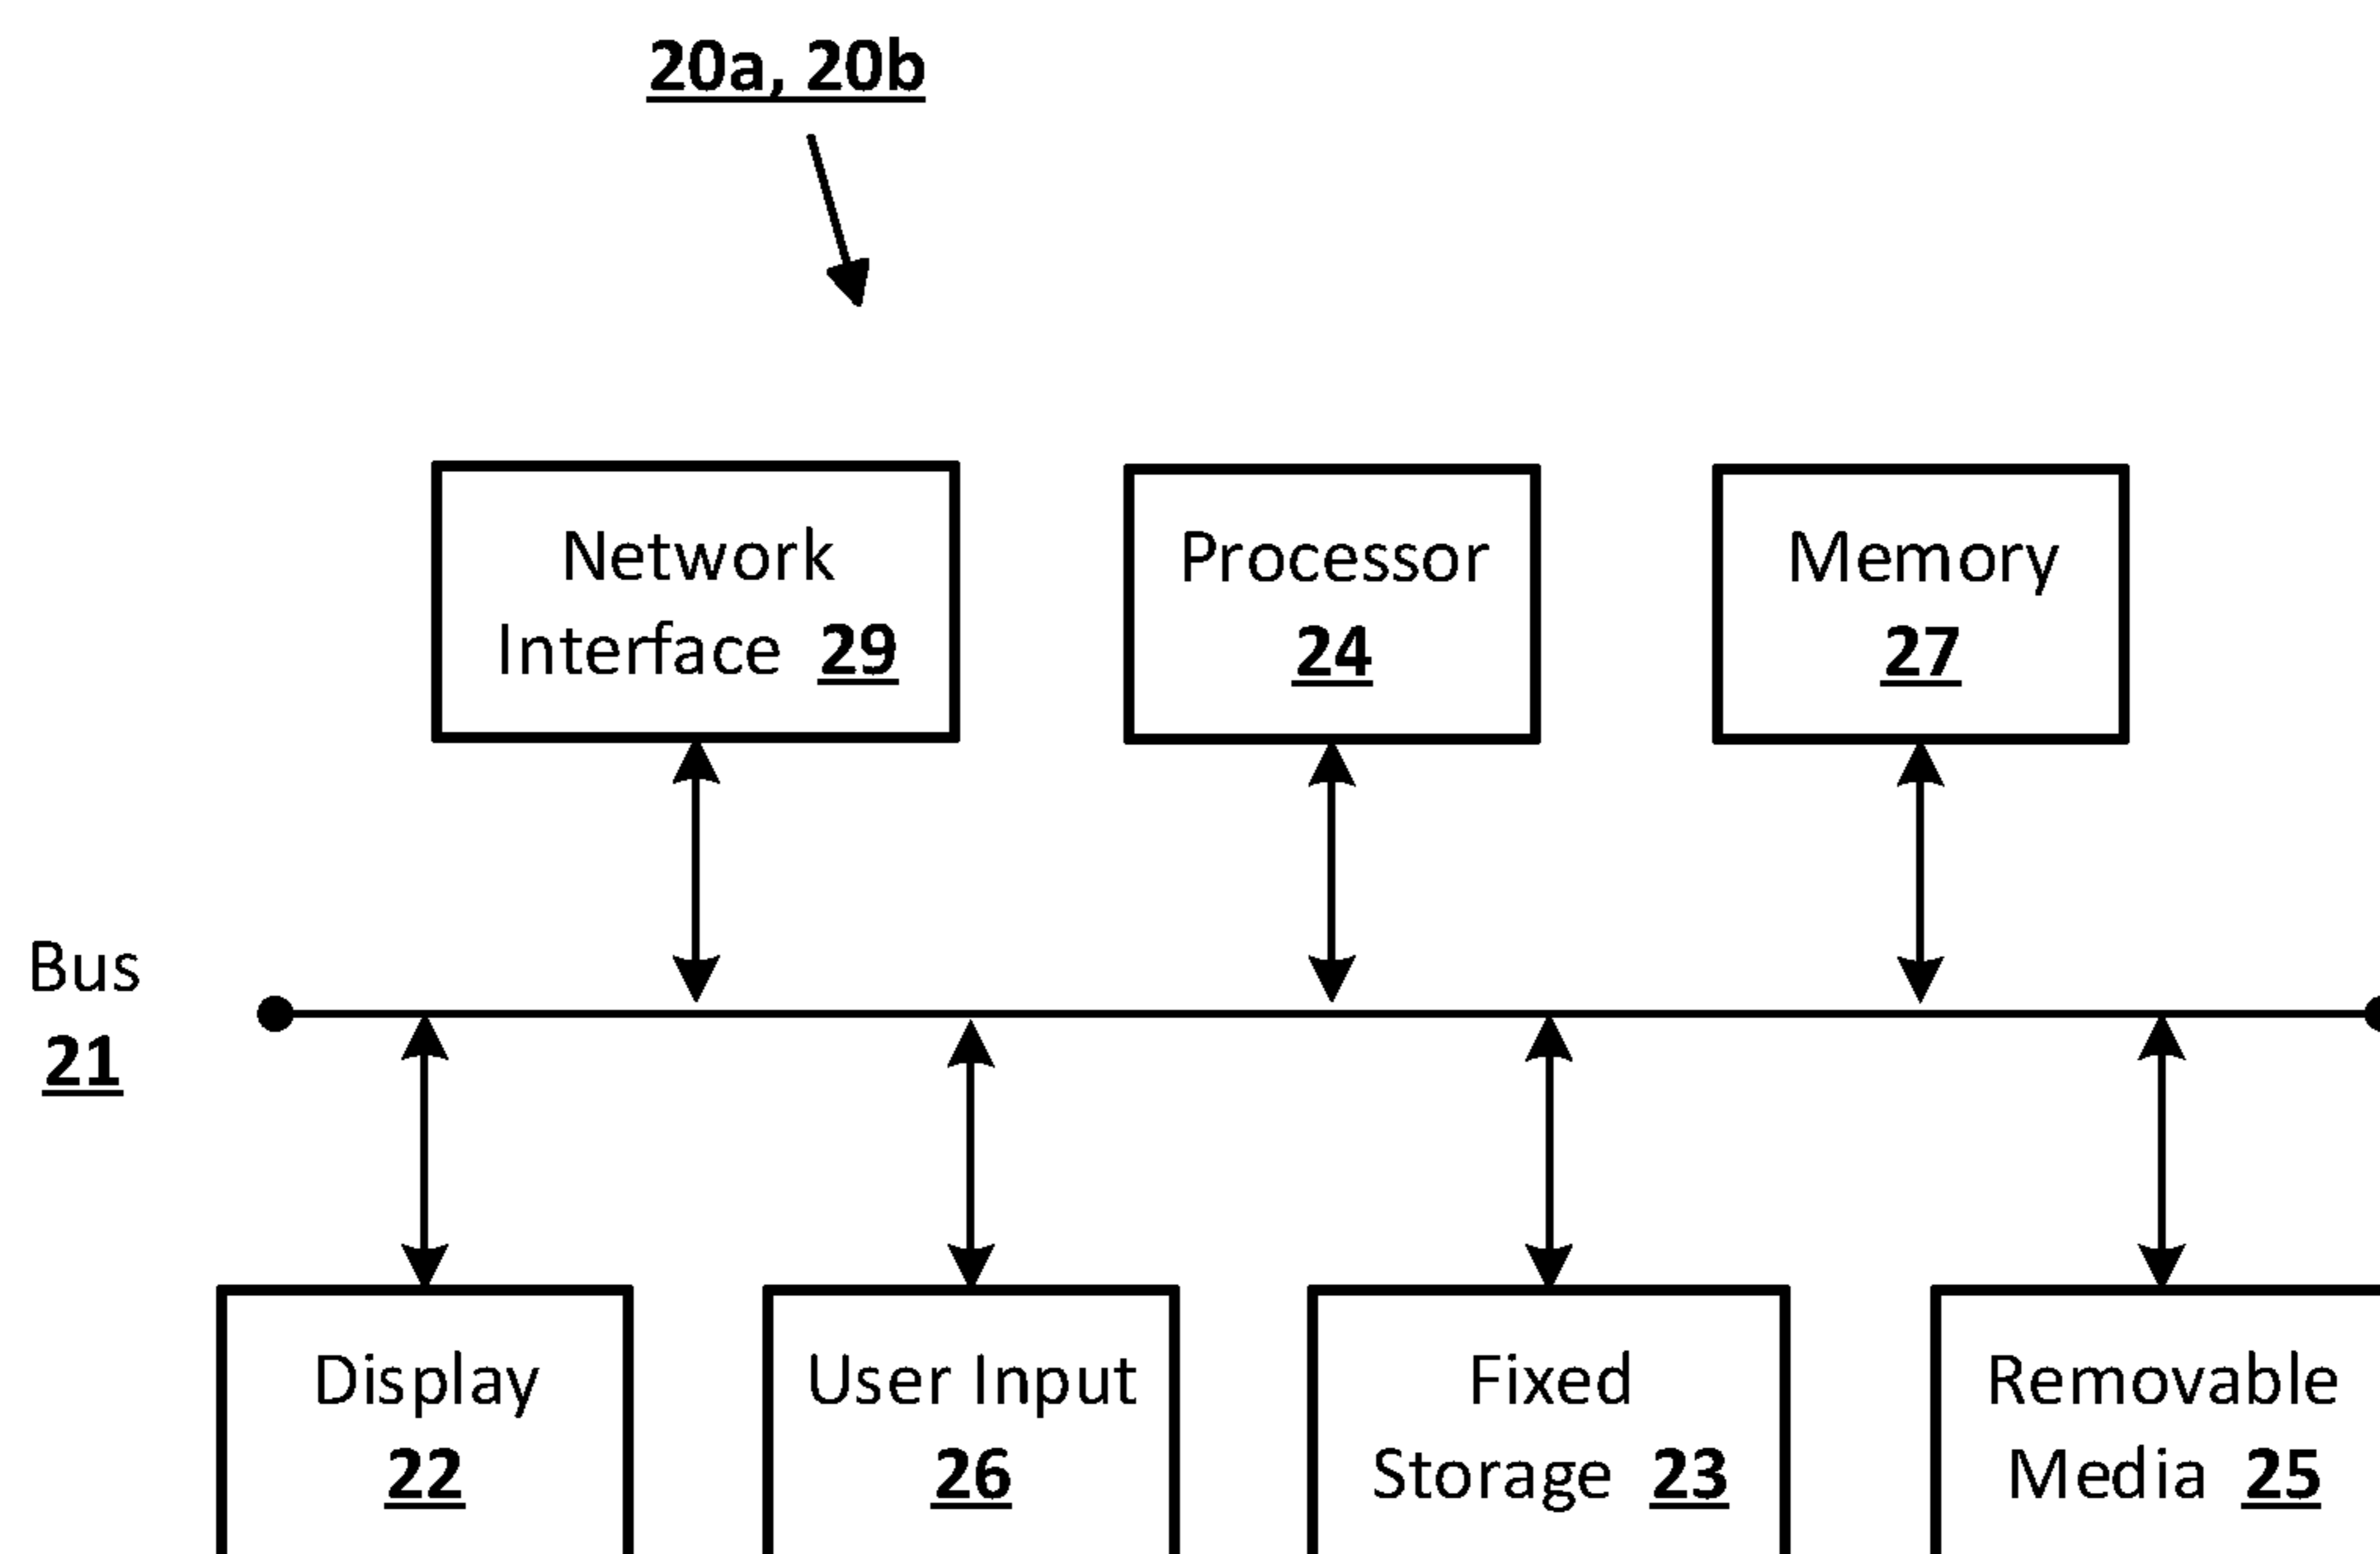 20a, 20b
Network
Interface 29
Processor
24
Memory
27
Bus
21
Display
22
User Input
26
Fixed
Storage 23
Removable
Media 25